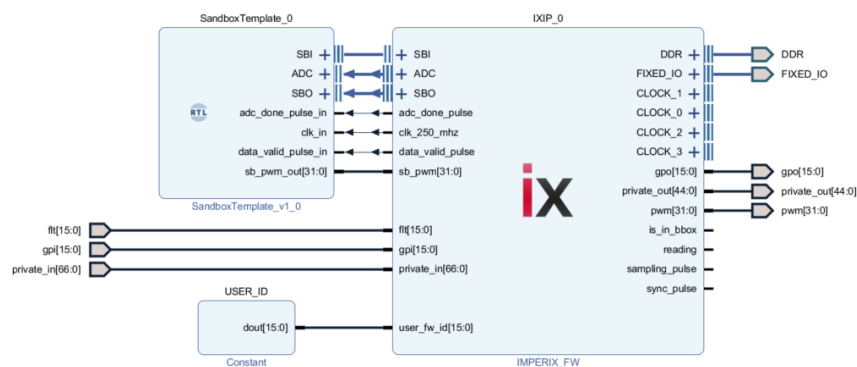 SandboxTemplate_0
IXIP_0
SBI
ADC
SBO
adc_done_pulse_in
clk_in
data_valid_pulse_in
sb_pwm_out[31:0]
RTL
SandboxTemplate_v1_0
SBI
ADC
SBO
adc_done_pulse
clk_250_mhz
data_valid_pulse
sb_pwm[31:0]
flt[15:0]
gpi[15:0]
private_in[66:0]
user_fw_id[15:0]
ix
DDR
FIXED_IO
CLOCK_1
CLOCK_0
CLOCK_2
CLOCK_3
gpo[15:0]
private_out[44:0]
pwm[31:0]
is_in_bbox
reading
sampling_pulse
sync_pulse
IMPERIX_FW
DDR
FIXED_IO
gpo[15:0]
private_out[44:0]
pwm[31:0]
flt[15:0]
gpi[15:0]
private_in[66:0]
USER_ID
dout[15:0]
Constant